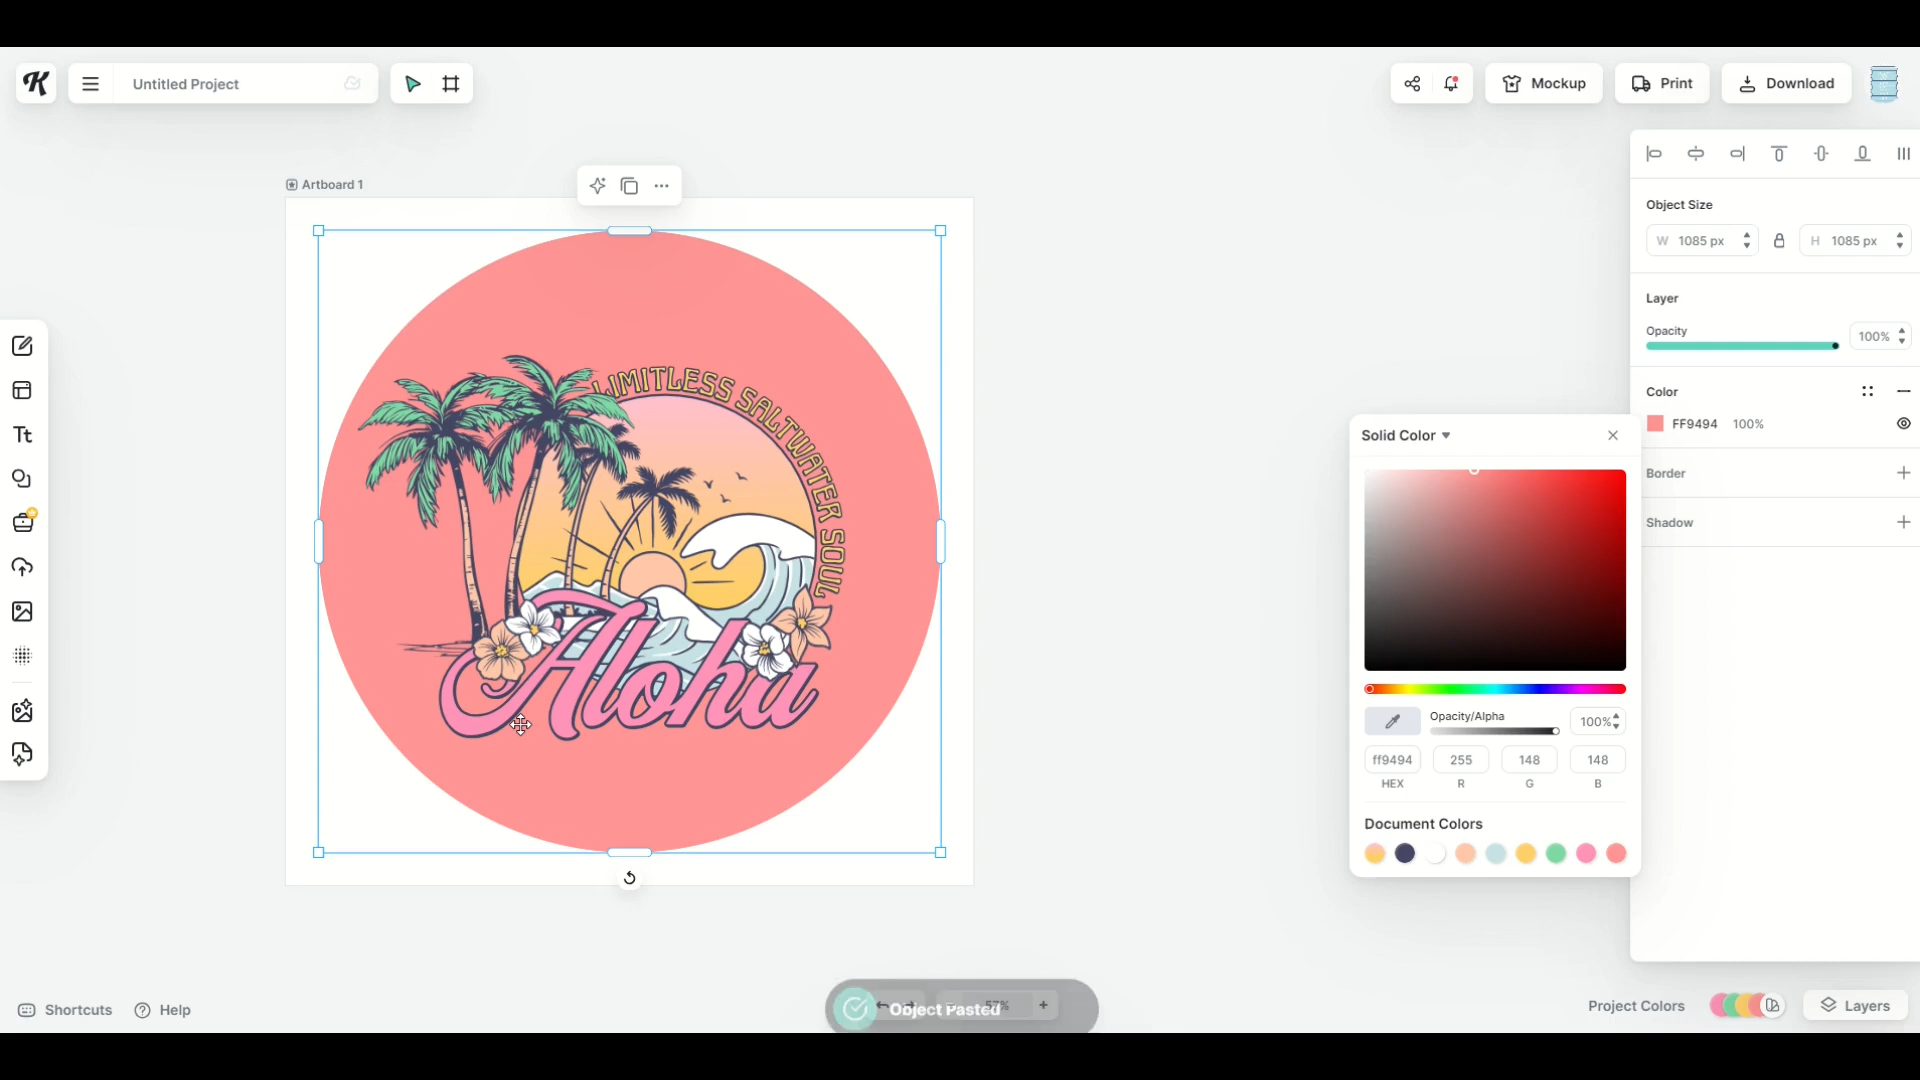 K
Untitled Project
Mockup
Print
Download
Artboard 1
Object Size
W 1085 px
H 1085 px
Layer
Opacity
100%
Color
FF9494 100%
Border
Shadow
Solid Color
Opacity/Alpha
100%
ff9494 255 148 148
HEX R G B
Document Colors
LIMITLESS SALTWATER SOUL
Aloha
Tt
Shortcuts
Help
57%
Object Pasted
Project Colors
Layers